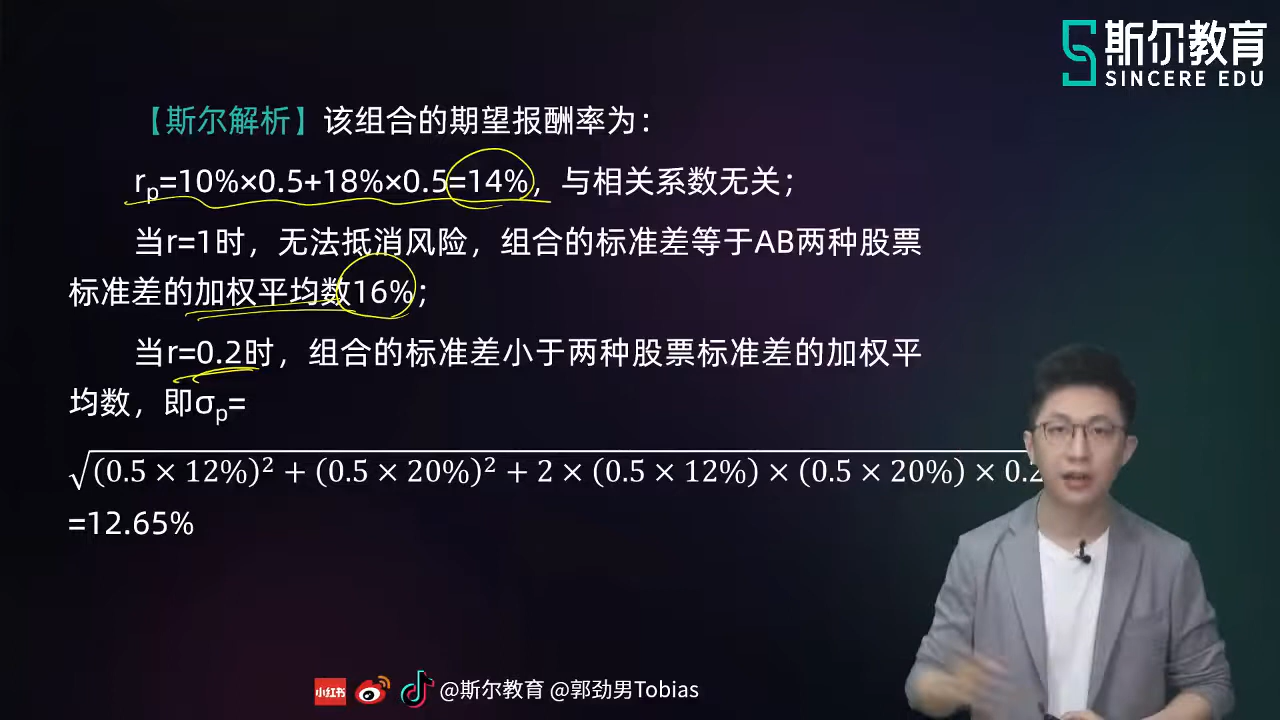 斯尔教育
SINCERE EDU
【斯尔解析】该组合的期望报酬率为：
rp=10%×0.5+18%×0.5=14%，与相关系数无关；
当r=1时，无法抵消风险，组合的标准差等于AB两种股票
标准差的加权平均数16%；
当r=0.2时，组合的标准差小于两种股票标准差的加权平
均数，即σp=
√(0.5×12%)²+(0.5×20%)²+2×(0.5×12%)×(0.5×20%)×0.2
=12.65%
小红书 @斯尔教育 @郭劲男Tobias